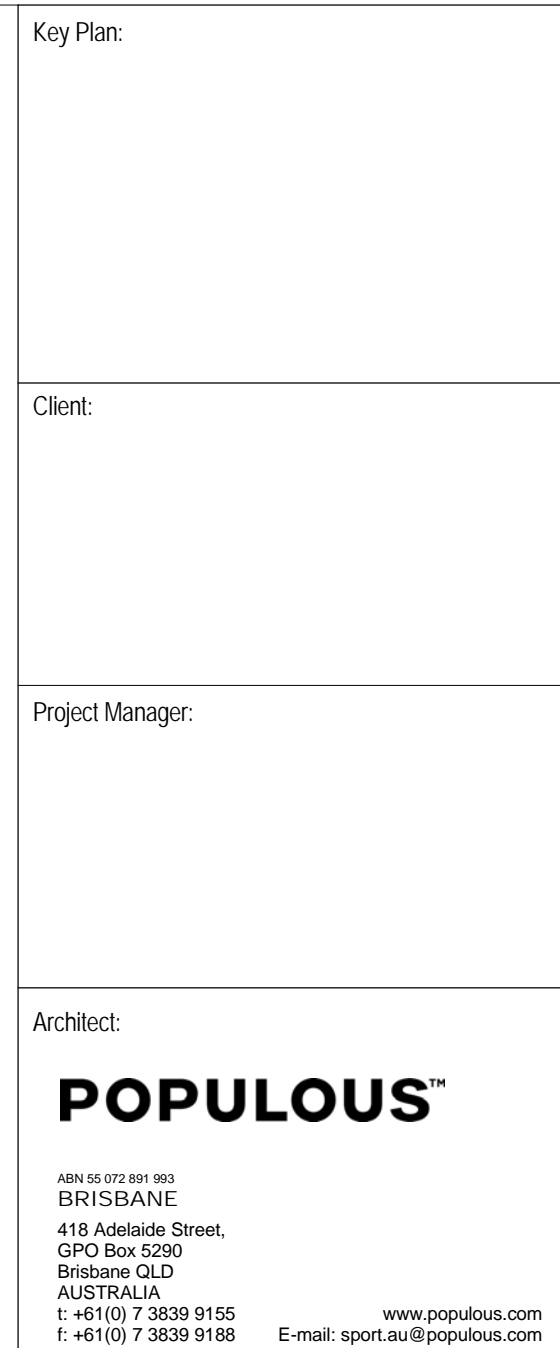 Key Plan:
Client:
Project Manager:
Architect:
POPULOUS™
ABN 55 072 891 993
BRISBANE
418 Adelaide Street,
GPO Box 5290
Brisbane QLD
AUSTRALIA
t: +61(0) 7 3839 9155 www.populous.com
f: +61(0) 7 3839 9188 E-mail: sport.au@populous.com